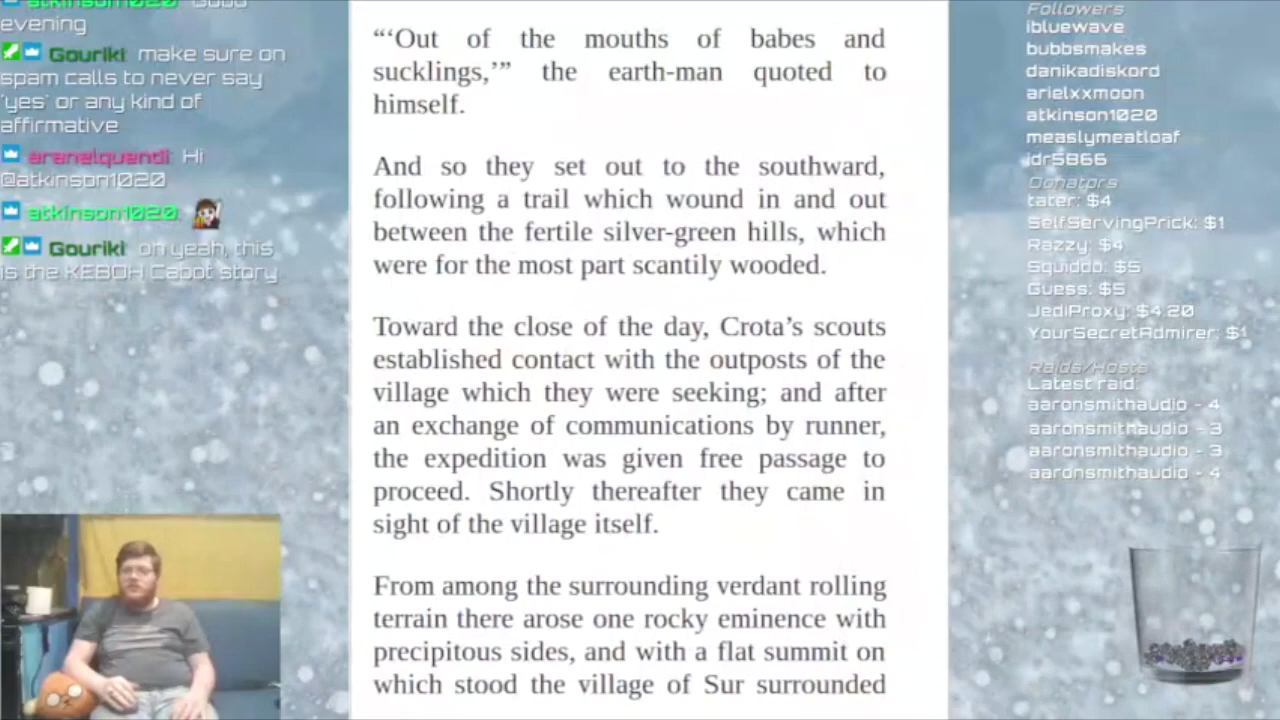 atkinson1020: Good
evening
Gouriki: make sure on
spam calls to never say
'yes' or any kind of
affirmative
aranelquendi: Hi
@atkinson1020
atkinson1020:
Gouriki: oh yeah, this
is the KEBOH Cabot story
“‘Out of the mouths of babes and
sucklings,’” the earth-man quoted to
himself.
And so they set out to the southward,
following a trail which wound in and out
between the fertile silver-green hills, which
were for the most part scantily wooded.
Toward the close of the day, Crota’s scouts
established contact with the outposts of the
village which they were seeking; and after
an exchange of communications by runner,
the expedition was given free passage to
proceed. Shortly thereafter they came in
sight of the village itself.
From among the surrounding verdant rolling
terrain there arose one rocky eminence with
precipitous sides, and with a flat summit on
which stood the village of Sur surrounded
Followers
ibluewave
bubbsmakes
danikadiskord
arielxxmoon
atkinson1020
measlymeatloaf
jdr5866
Donators
tater: $4
SelfServingPrick: $1
Razzy: $4
Squiddo: $5
Guess: $5
JediProxy: $4.20
YourSecretAdmirer: $1
Raids/Hosts
Latest raid:
aaronsmithaudio - 4
aaronsmithaudio - 3
aaronsmithaudio - 3
aaronsmithaudio - 4